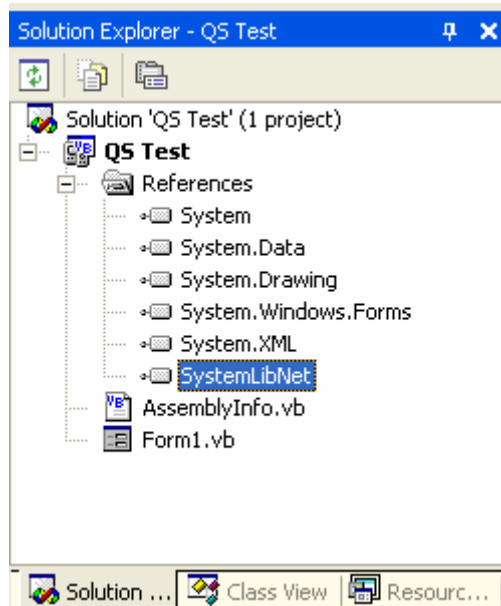 Solution Explorer - QS Test
Solution 'QS Test' (1 project)
QS Test
References
System
System.Data
System.Drawing
System.Windows.Forms
System.XML
SystemLibNet
AssemblyInfo.vb
Form1.vb
Solution ... Class View Resourc...